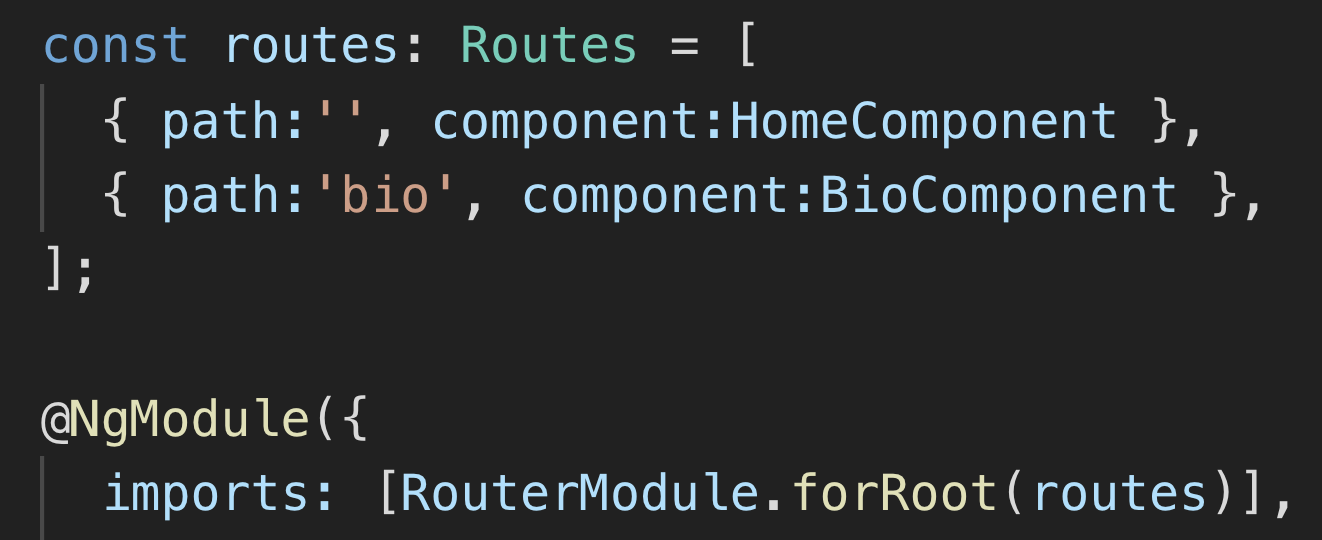 const routes: Routes = [
  { path:'', component:HomeComponent },
  { path:'bio', component:BioComponent },
];
@NgModule({
  imports: [RouterModule.forRoot(routes)],